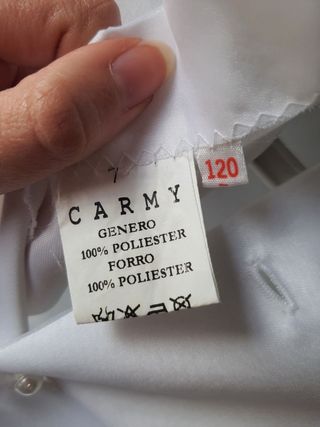 7
120
CARMY
GENERO
100% POLIESTER
FORRO
100% POLIESTER